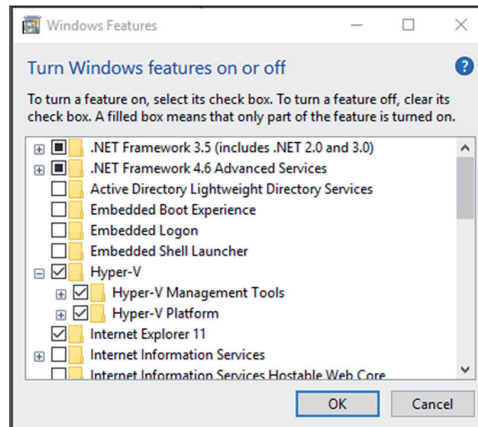 Windows Features
Turn Windows features on or off
To turn a feature on, select its check box. To turn a feature off, clear its
check box. A filled box means that only part of the feature is turned on.
.NET Framework 3.5 (includes .NET 2.0 and 3.0)
.NET Framework 4.6 Advanced Services
Active Directory Lightweight Directory Services
Embedded Boot Experience
Embedded Logon
Embedded Shell Launcher
Hyper-V
Hyper-V Management Tools
Hyper-V Platform
Internet Explorer 11
Internet Information Services
Internet Information Services Hostable Web Core
OK Cancel